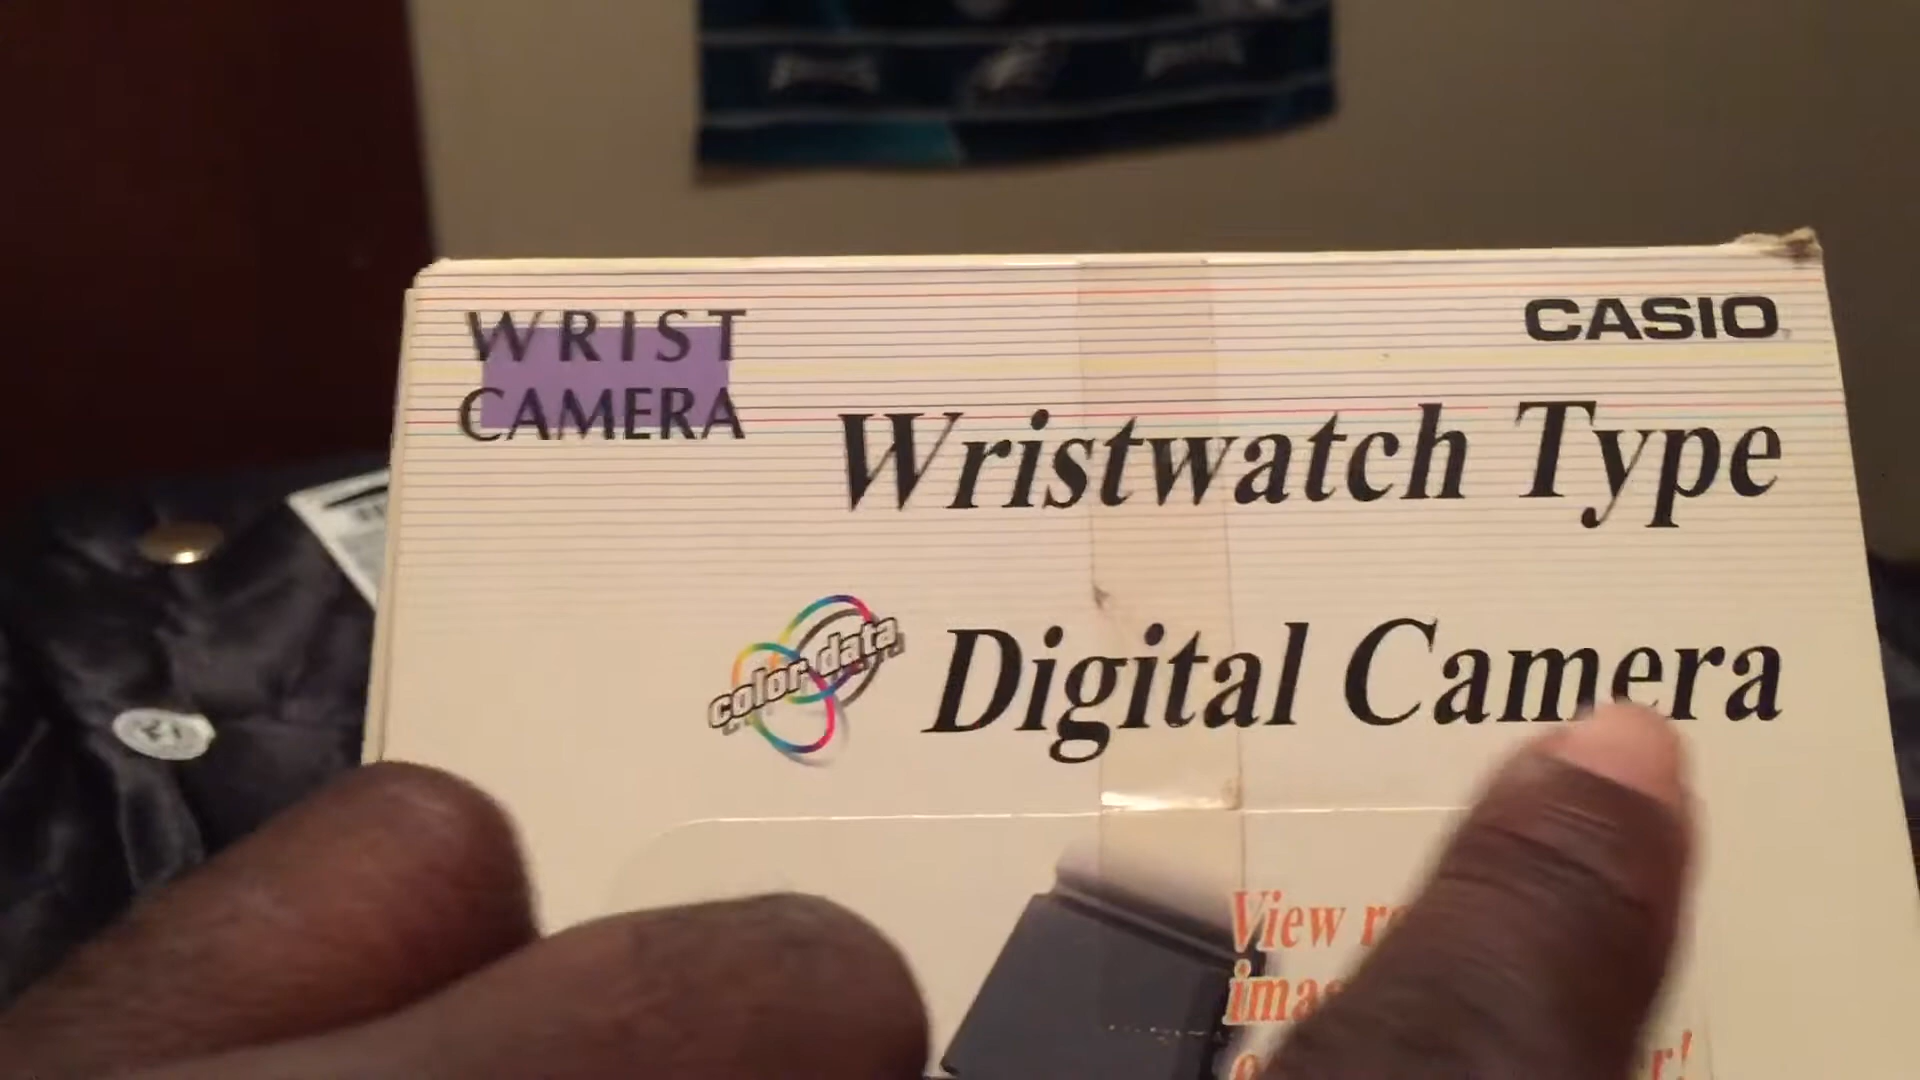 WRIST
CAMERA
CASIO
Wristwatch Type
color data
Digital Camera
View